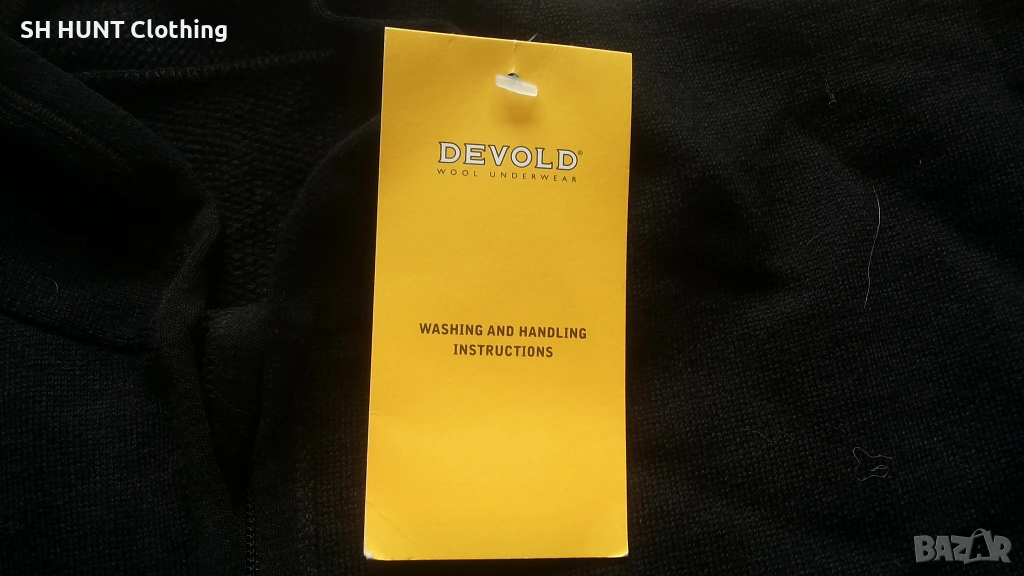 SH HUNT Clothing
DEVOLD®
WOOL UNDERWEAR
WASHING AND HANDLING
INSTRUCTIONS
BAZAR